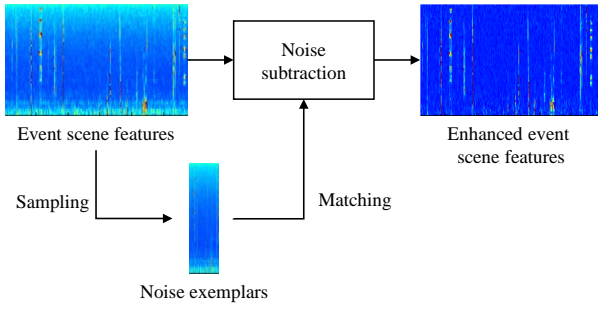 Noise
subtraction
Event scene features
Enhanced event
scene features
Sampling
Matching
Noise exemplars